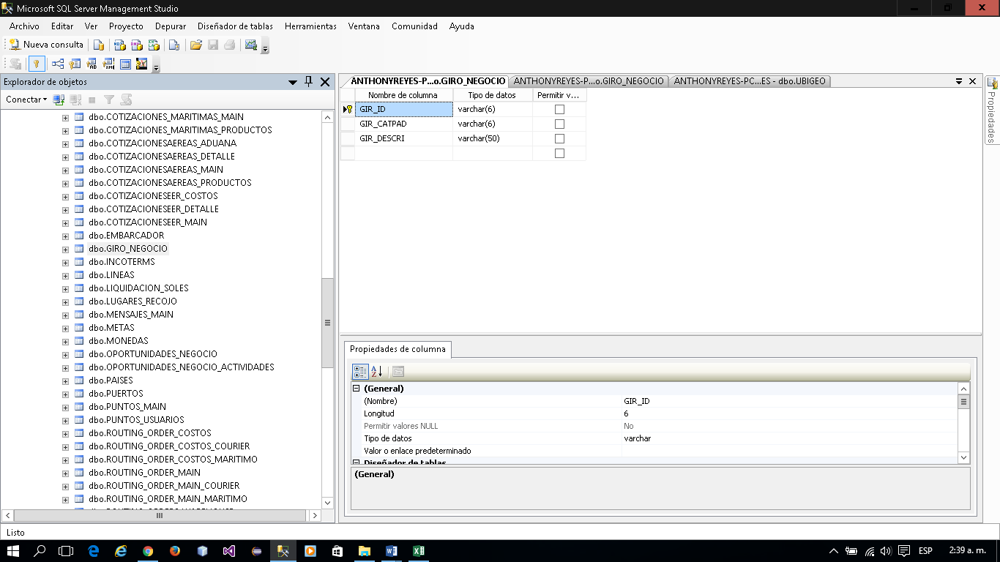 Microsoft SQL Server Management Studio
Archivo Editar Ver Proyecto Depurar Diseñador de tablas Herramientas Ventana Comunidad Ayuda
Nueva consulta
Explorador de objetos
Conectar
dbo.COTIZACIONES_MARITIMAS_MAIN
dbo.COTIZACIONES_MARITIMAS_PRODUCTOS
dbo.COTIZACIONESAEREAS_ADUANA
dbo.COTIZACIONESAEREAS_DETALLE
dbo.COTIZACIONESAEREAS_MAIN
dbo.COTIZACIONESAEREAS_PRODUCTOS
dbo.COTIZACIONESEER_COSTOS
dbo.COTIZACIONESEER_DETALLE
dbo.COTIZACIONESEER_MAIN
dbo.EMBARCADOR
dbo.GIRO_NEGOCIO
dbo.INCOTERMS
dbo.LINEAS
dbo.LIQUIDACION_SOLES
dbo.LUGARES_RECOJO
dbo.MENSAJES_MAIN
dbo.METAS
dbo.MONEDAS
dbo.OPORTUNIDADES_NEGOCIO
dbo.OPORTUNIDADES_NEGOCIO_ACTIVIDADES
dbo.PAISES
dbo.PUERTOS
dbo.PUNTOS_MAIN
dbo.PUNTOS_USUARIOS
dbo.ROUTING_ORDER_COSTOS
dbo.ROUTING_ORDER_COSTOS_COURIER
dbo.ROUTING_ORDER_COSTOS_MARITIMO
dbo.ROUTING_ORDER_MAIN
dbo.ROUTING_ORDER_MAIN_COURIER
dbo.ROUTING_ORDER_MAIN_MARITIMO
ANTHONYREYES-P...o.GIRO_NEGOCIO ANTHONYREYES-P...o.GIRO_NEGOCIO ANTHONYREYES-PC...ES - dbo.UBIGEO
Nombre de columna Tipo de datos Permitir v...
GIR_ID varchar(6)
GIR_CATPAD varchar(6)
GIR_DESCRI varchar(50)
Propiedades
Propiedades de columna
(General)
(Nombre) GIR_ID
Longitud 6
Permitir valores NULL No
Tipo de datos varchar
Valor o enlace predeterminado
Diseñador de tablas
(General)
Listo
ESP 2:39 a. m.